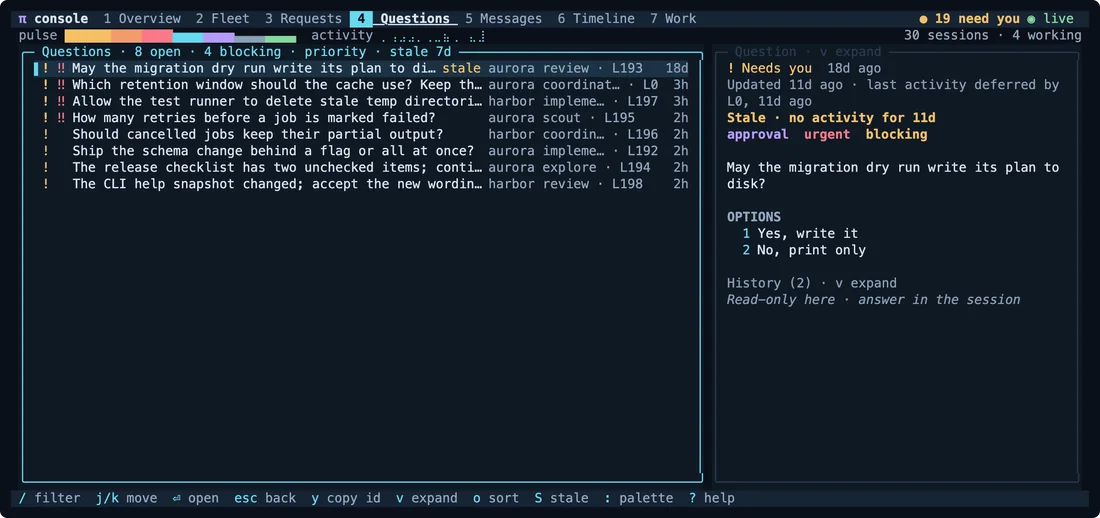 π console 1 Overview 2 Fleet 3 Requests 4 Questions 5 Messages 6 Timeline 7 Work ● 19 need you ◉ live
pulse activity 30 sessions · 4 working
Questions · 8 open · 4 blocking · priority · stale 7d
! ‼ May the migration dry run write its plan to di… stale aurora review · L193 18d
! ‼ Which retention window should the cache use? Keep th… aurora coordinat… · L0 3h
! ‼ Allow the test runner to delete stale temp directori… harbor impleme… · L197 3h
! ‼ How many retries before a job is marked failed? aurora scout · L195 2h
! Should cancelled jobs keep their partial output? harbor coordin… · L196 2h
! Ship the schema change behind a flag or all at once? aurora impleme… · L192 2h
! The release checklist has two unchecked items; conti… aurora explore · L194 2h
! The CLI help snapshot changed; accept the new wordin… harbor review · L198 2h
Question · v expand
! Needs you 18d ago
Updated 11d ago · last activity deferred by
L0, 11d ago
Stale · no activity for 11d
approval urgent blocking
May the migration dry run write its plan to
disk?
OPTIONS
1 Yes, write it
2 No, print only
History (2) · v expand
Read-only here · answer in the session
/ filter j/k move ⏎ open esc back y copy id v expand o sort S stale : palette ? help